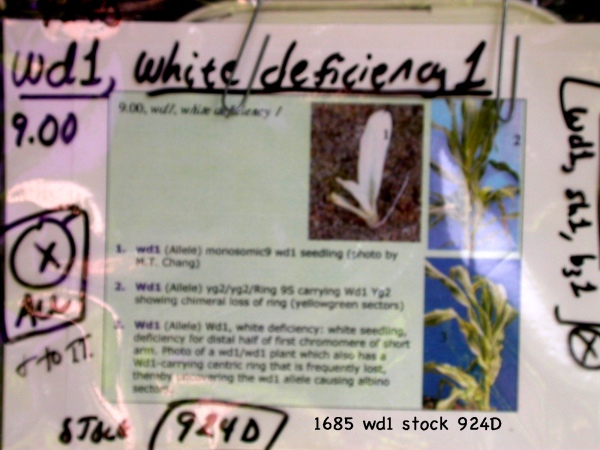 wd1, white deficiency 1
9.00
9.00, wd1, white deficiency 1
1
2
1. wd1 (Allele) monosomic9 wd1 seedling (photo by
M.T. Chang)
2. Wd1 (Allele) yg2/yg2/Ring 9S carrying Wd1 Yg2
showing chimeral loss of ring (yellowgreen sectors)
Wd1 (Allele) Wd1, white deficiency: white seedling,
deficiency for distal half of first chromomere of short
arm. Photo of a wd1/wd1 plant which also has a
Wd1-carrying centric ring that is frequently lost,
thereby uncovering the wd1 allele causing albino
sectors.
3
wd1, sh1, bz1
X
X
to II.
Stock 924D
1685 wd1 stock 924D